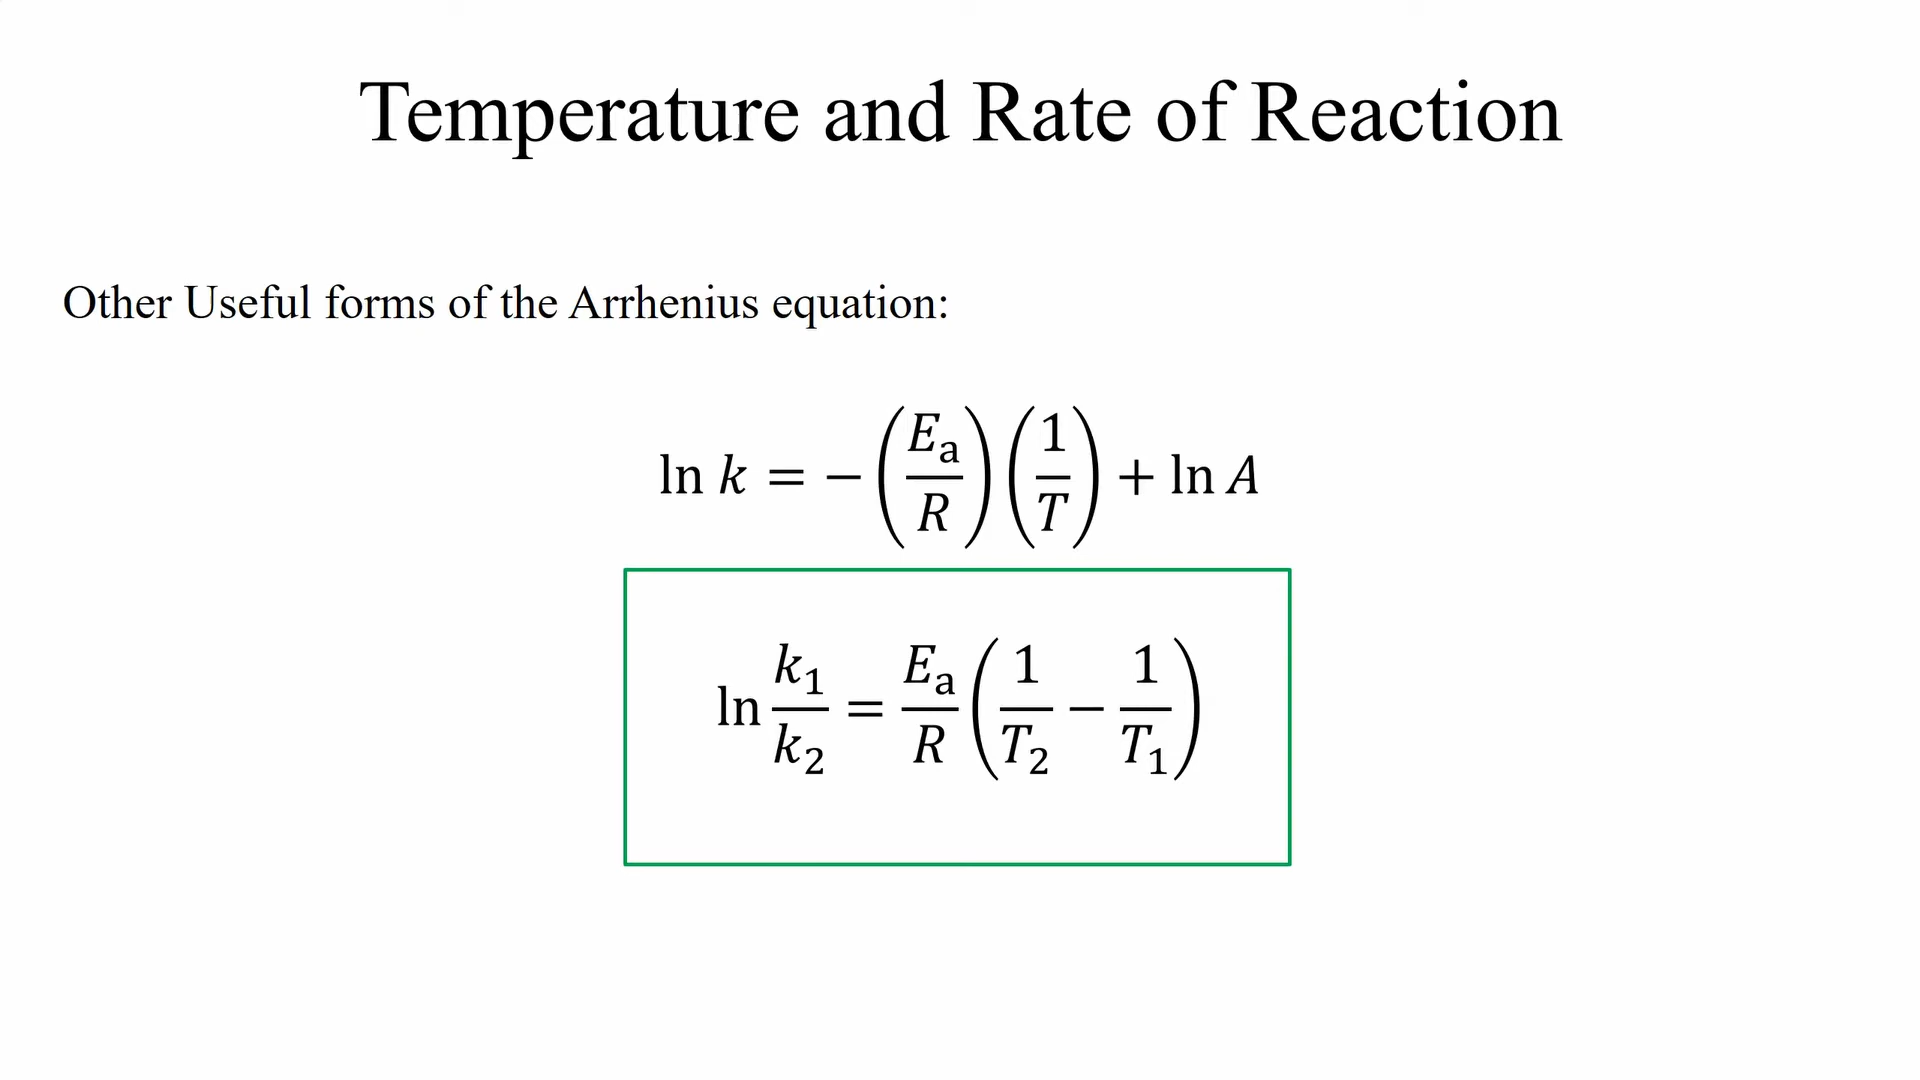 Temperature and Rate of Reaction
Other Useful forms of the Arrhenius equation:
ln k = −(Eₐ/R)(1/T) + ln A
ln k₁/k₂ = Eₐ/R (1/T₂ − 1/T₁)